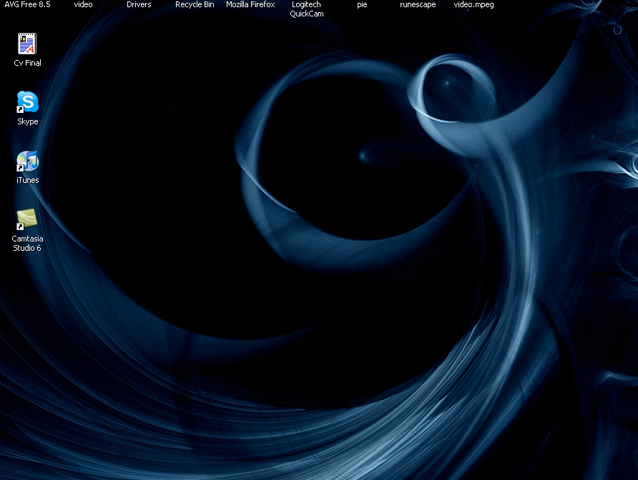 AVG Free 8.5
video
Drivers
Recycle Bin
Mozilla Firefox
Logitech
QuickCam
pie
runescape
video.mpeg
Cv Final
Skype
iTunes
Camtasia
Studio 6